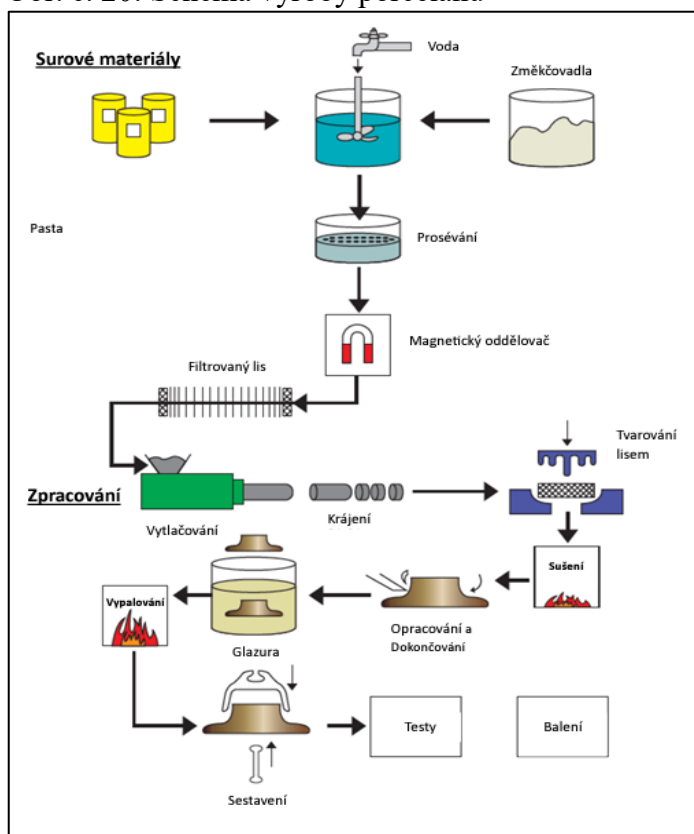 Surové materiály
Voda
Změkčovadla
Pasta
Prosévání
Magnetický oddělovač
Filtrovaný lis
Tvarování
lisem
Zpracování
Vytlačování
Krájení
Sušení
Vypalování
Glazura
Opracování a
Dokončování
Testy
Balení
Sestavení